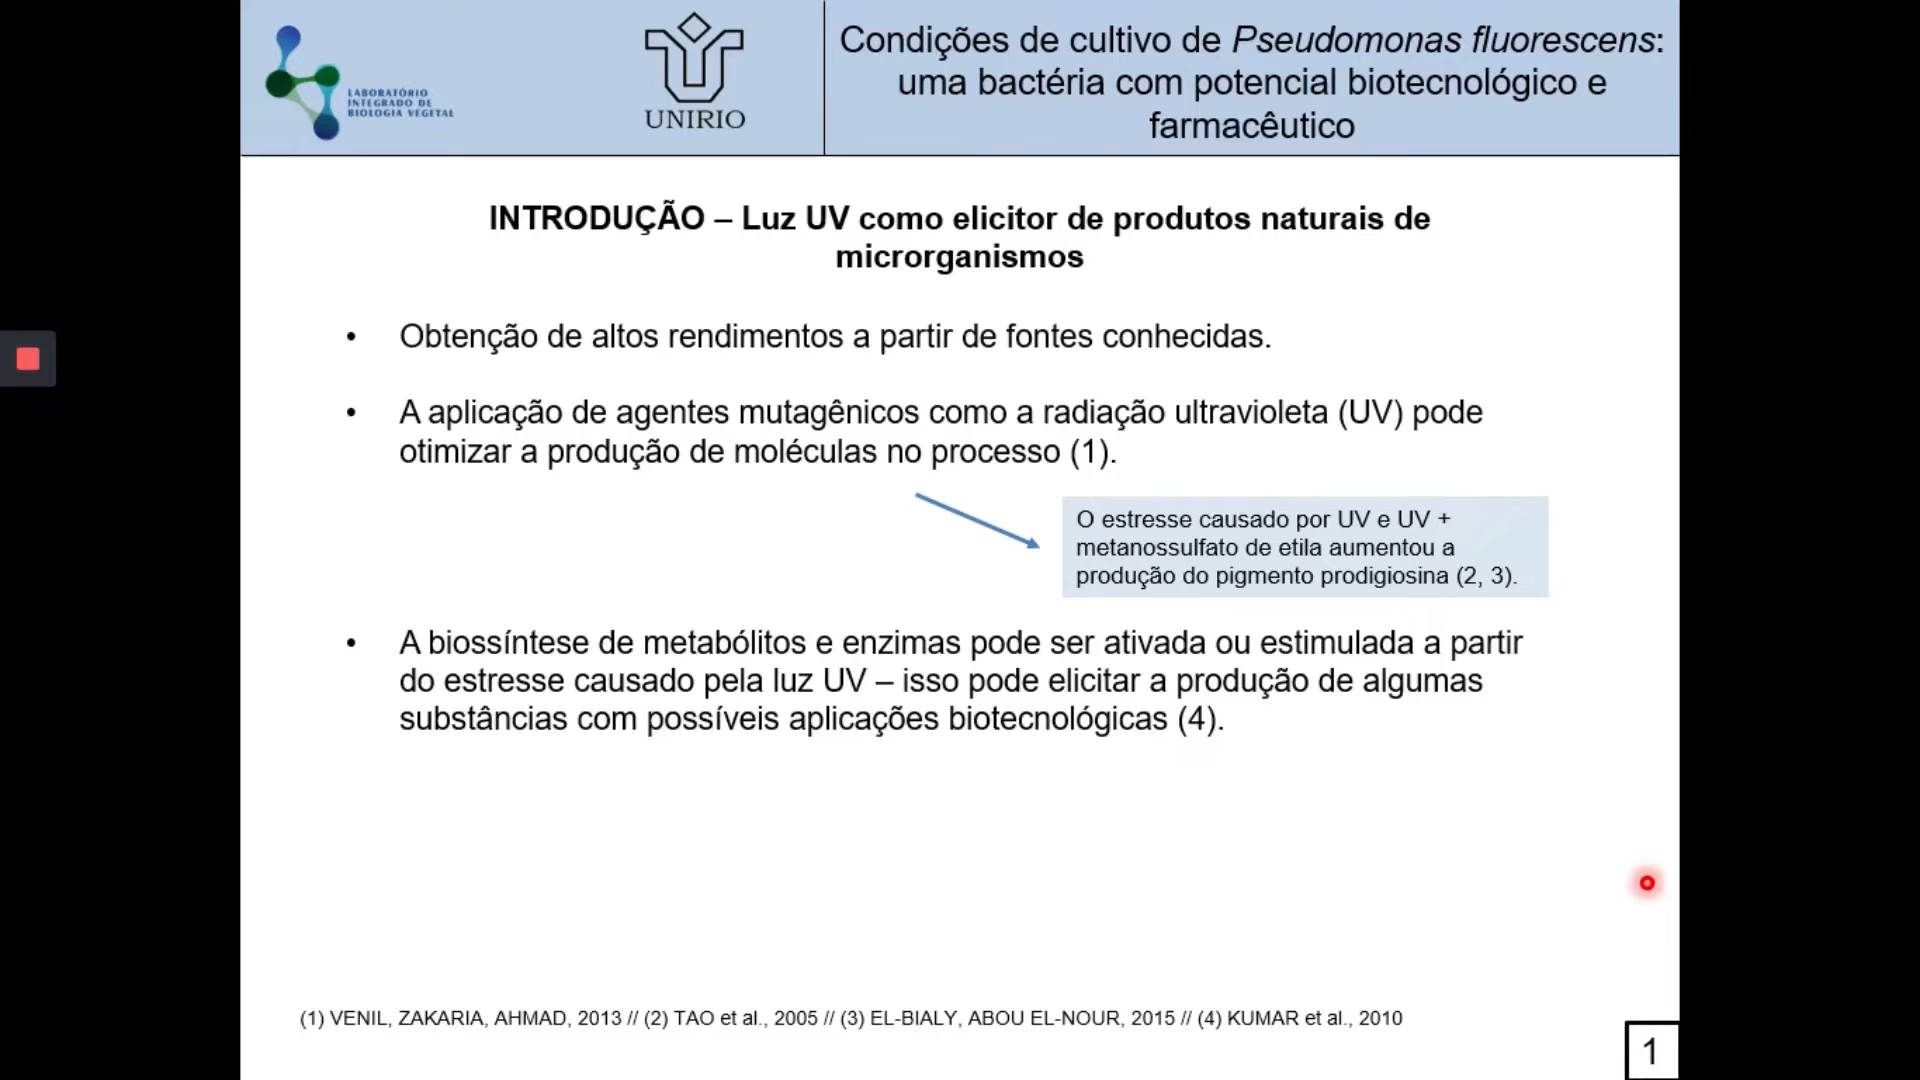 LABORATÓRIO
INTEGRADO DE
BIOLOGIA VEGETAL
UNIRIO
Condições de cultivo de Pseudomonas fluorescens:
uma bactéria com potencial biotecnológico e
farmacêutico
INTRODUÇÃO – Luz UV como elicitor de produtos naturais de
microrganismos
• Obtenção de altos rendimentos a partir de fontes conhecidas.
• A aplicação de agentes mutagênicos como a radiação ultravioleta (UV) pode
otimizar a produção de moléculas no processo (1).
O estresse causado por UV e UV +
metanossulfato de etila aumentou a
produção do pigmento prodigiosina (2, 3).
• A biossíntese de metabólitos e enzimas pode ser ativada ou estimulada a partir
do estresse causado pela luz UV – isso pode elicitar a produção de algumas
substâncias com possíveis aplicações biotecnológicas (4).
(1) VENIL, ZAKARIA, AHMAD, 2013 // (2) TAO et al., 2005 // (3) EL-BIALY, ABOU EL-NOUR, 2015 // (4) KUMAR et al., 2010
1